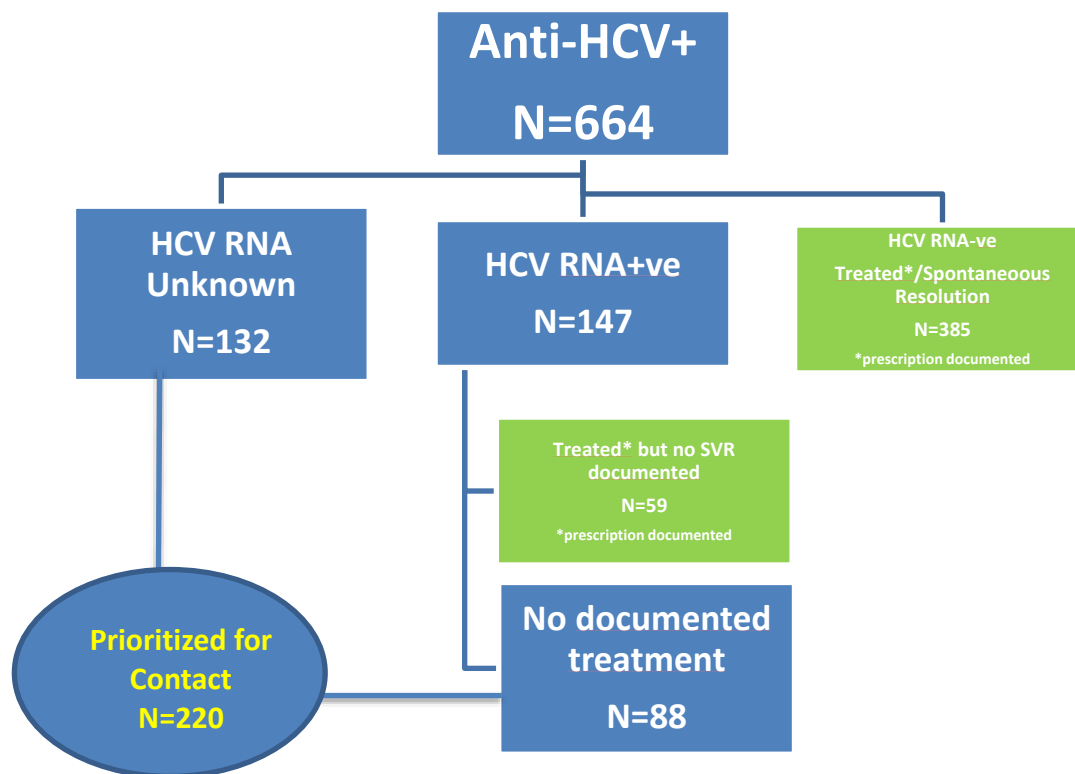 Anti-HCV+
N=664
HCV RNA
Unknown
N=132
HCV RNA+ve
N=147
HCV RNA-ve
Treated*/Spontaneous
Resolution
N=385
*prescription documented
Treated* but no SVR
documented
N=59
*prescription documented
No documented
treatment
N=88
Prioritized for
Contact
N=220